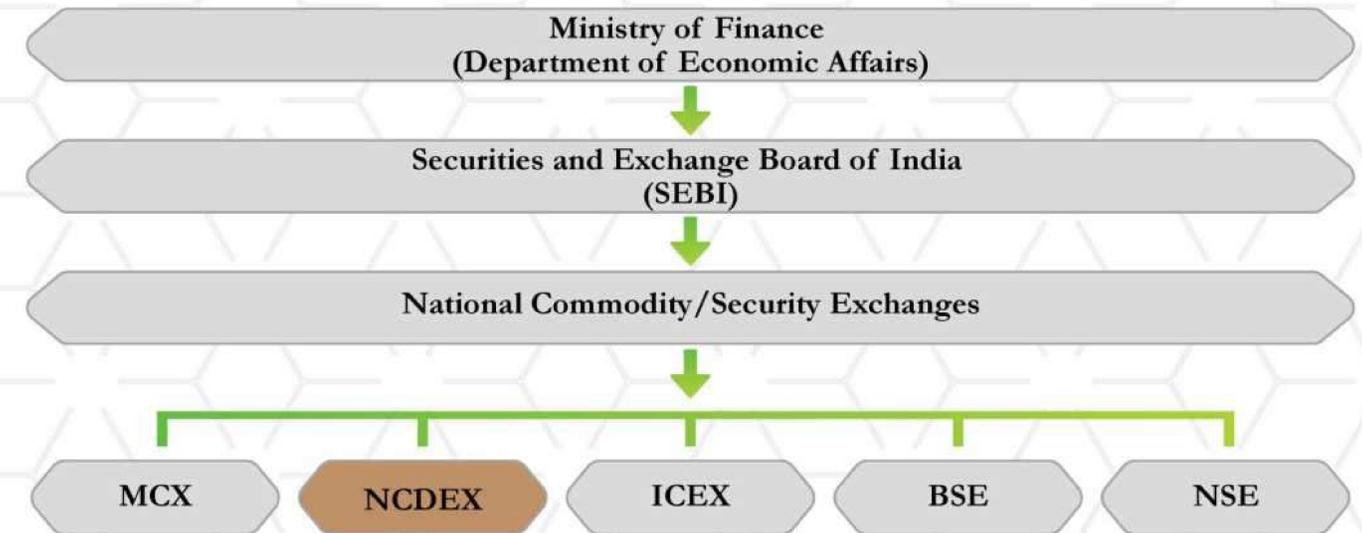 Ministry of Finance
(Department of Economic Affairs)
Securities and Exchange Board of India
(SEBI)
National Commodity/Security Exchanges
MCX
NCDEX
ICEX
BSE
NSE